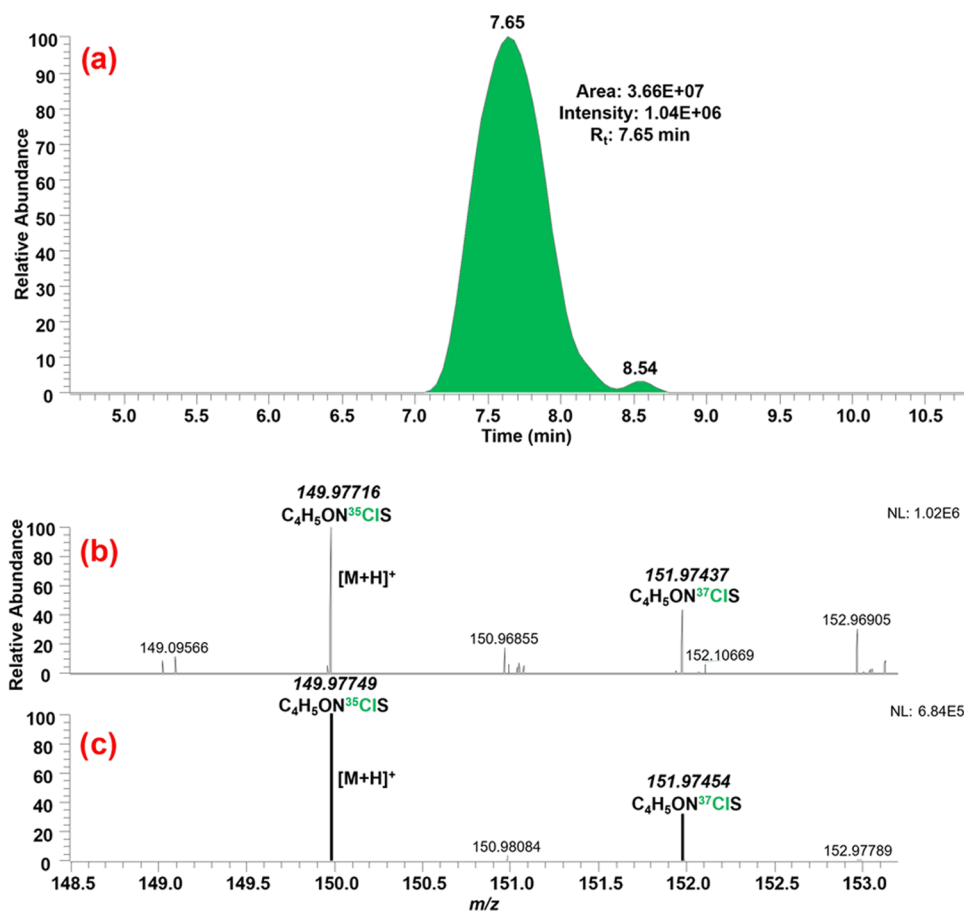 (a)
7.65
Area: 3.66E+07
Intensity: 1.04E+06
Rt: 7.65 min
8.54
Relative Abundance
100
90
80
70
60
50
40
30
20
10
0
5.0 5.5 6.0 6.5 7.0 7.5 8.0 8.5 9.0 9.5 10.0 10.5
Time (min)
(b)
149.97716
C₄H₅ON³⁵ClS
[M+H]⁺
NL: 1.02E6
151.97437
C₄H₅ON³⁷ClS
149.09566
150.96855
152.10669
152.96905
Relative Abundance
100
80
60
40
20
0
(c)
149.97749
C₄H₅ON³⁵ClS
[M+H]⁺
NL: 6.84E5
151.97454
C₄H₅ON³⁷ClS
150.98084
152.97789
100
80
60
40
20
0
148.5 149.0 149.5 150.0 150.5 151.0 151.5 152.0 152.5 153.0
m/z